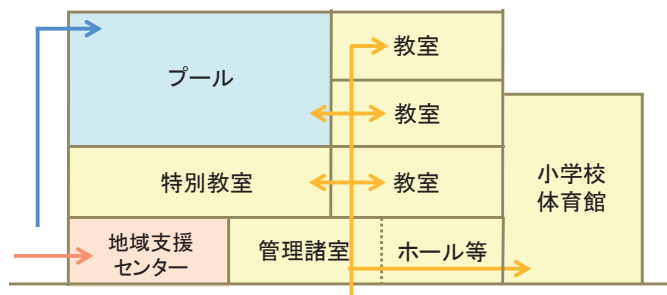 教室
プール
教室
特別教室
教室
小学校
体育館
地域支援
センター
管理諸室
ホール等